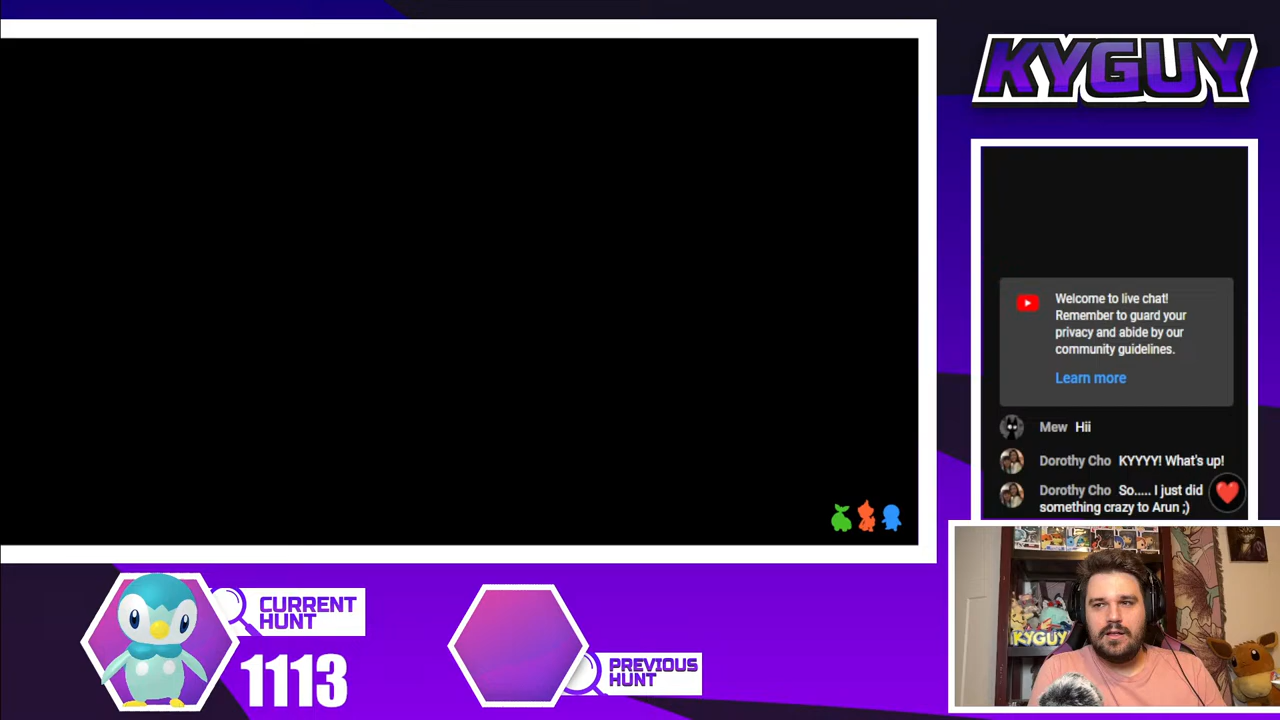 KYGUY
Welcome to live chat!
Remember to guard your
privacy and abide by our
community guidelines.
Learn more
Mew Hii
Dorothy Cho KYYYY! What's up!
Dorothy Cho So..... I just did
something crazy to Arun ;)
KYGUY
CURRENT
HUNT
1113
PREVIOUS
HUNT